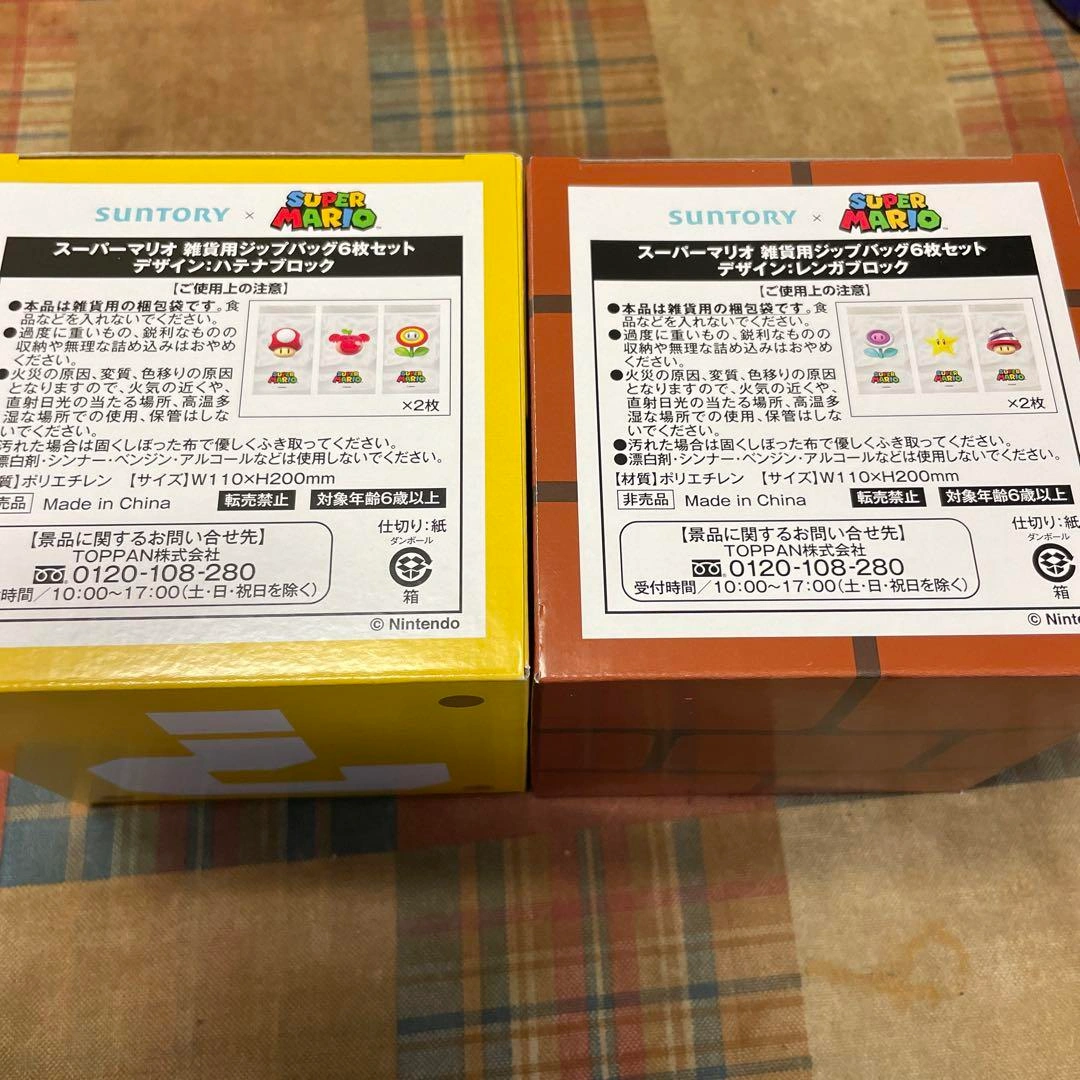 SUNTORY × SUPER MARIO™
スーパーマリオ 雑貨用ジップバッグ6枚セット
デザイン:ハテナブロック
【ご使用上の注意】
●本品は雑貨用の梱包袋です。食
品などを入れないでください。
●過度に重いもの、鋭利なものの
収納や無理な詰め込みはおやめ
ください。
●火災の原因、変質、色移りの原因
となりますので、火気の近くや、
直射日光の当たる場所、高温多
湿な場所での使用、保管はしな
いでください。
SUPER MARIO
SUPER MARIO
SUPER MARIO
×2枚
汚れた場合は固くしぼった布で優しくふき取ってください。
漂白剤・シンナー・ベンジン・アルコールなどは使用しないでください。
質】ポリエチレン 【サイズ】W110×H200mm
売品 Made in China 転売禁止 対象年齢6歳以上
【景品に関するお問い合せ先】
TOPPAN株式会社
0120-108-280
時間/10:00~17:00(土・日・祝日を除く)
仕切り:紙
ダンボール
箱
© Nintendo
SUNTORY × SUPER MARIO™
スーパーマリオ 雑貨用ジップバッグ6枚セット
デザイン:レンガブロック
【ご使用上の注意】
●本品は雑貨用の梱包袋です。食
品などを入れないでください。
●過度に重いもの、鋭利なものの
収納や無理な詰め込みはおやめ
ください。
●火災の原因、変質、色移りの原因
となりますので、火気の近くや、
直射日光の当たる場所、高温多
湿な場所での使用、保管はしな
いでください。
SUPER MARIO
SUPER MARIO
SUPER MARIO
×2枚
●汚れた場合は固くしぼった布で優しくふき取ってください。
●漂白剤・シンナー・ベンジン・アルコールなどは使用しないでください。
【材質】ポリエチレン 【サイズ】W110×H200mm
非売品 Made in China 転売禁止 対象年齢6歳以上
【景品に関するお問い合せ先】
TOPPAN株式会社
0120-108-280
受付時間/10:00~17:00(土・日・祝日を除く)
仕切り:紙
ダンボール
箱
© Ninte